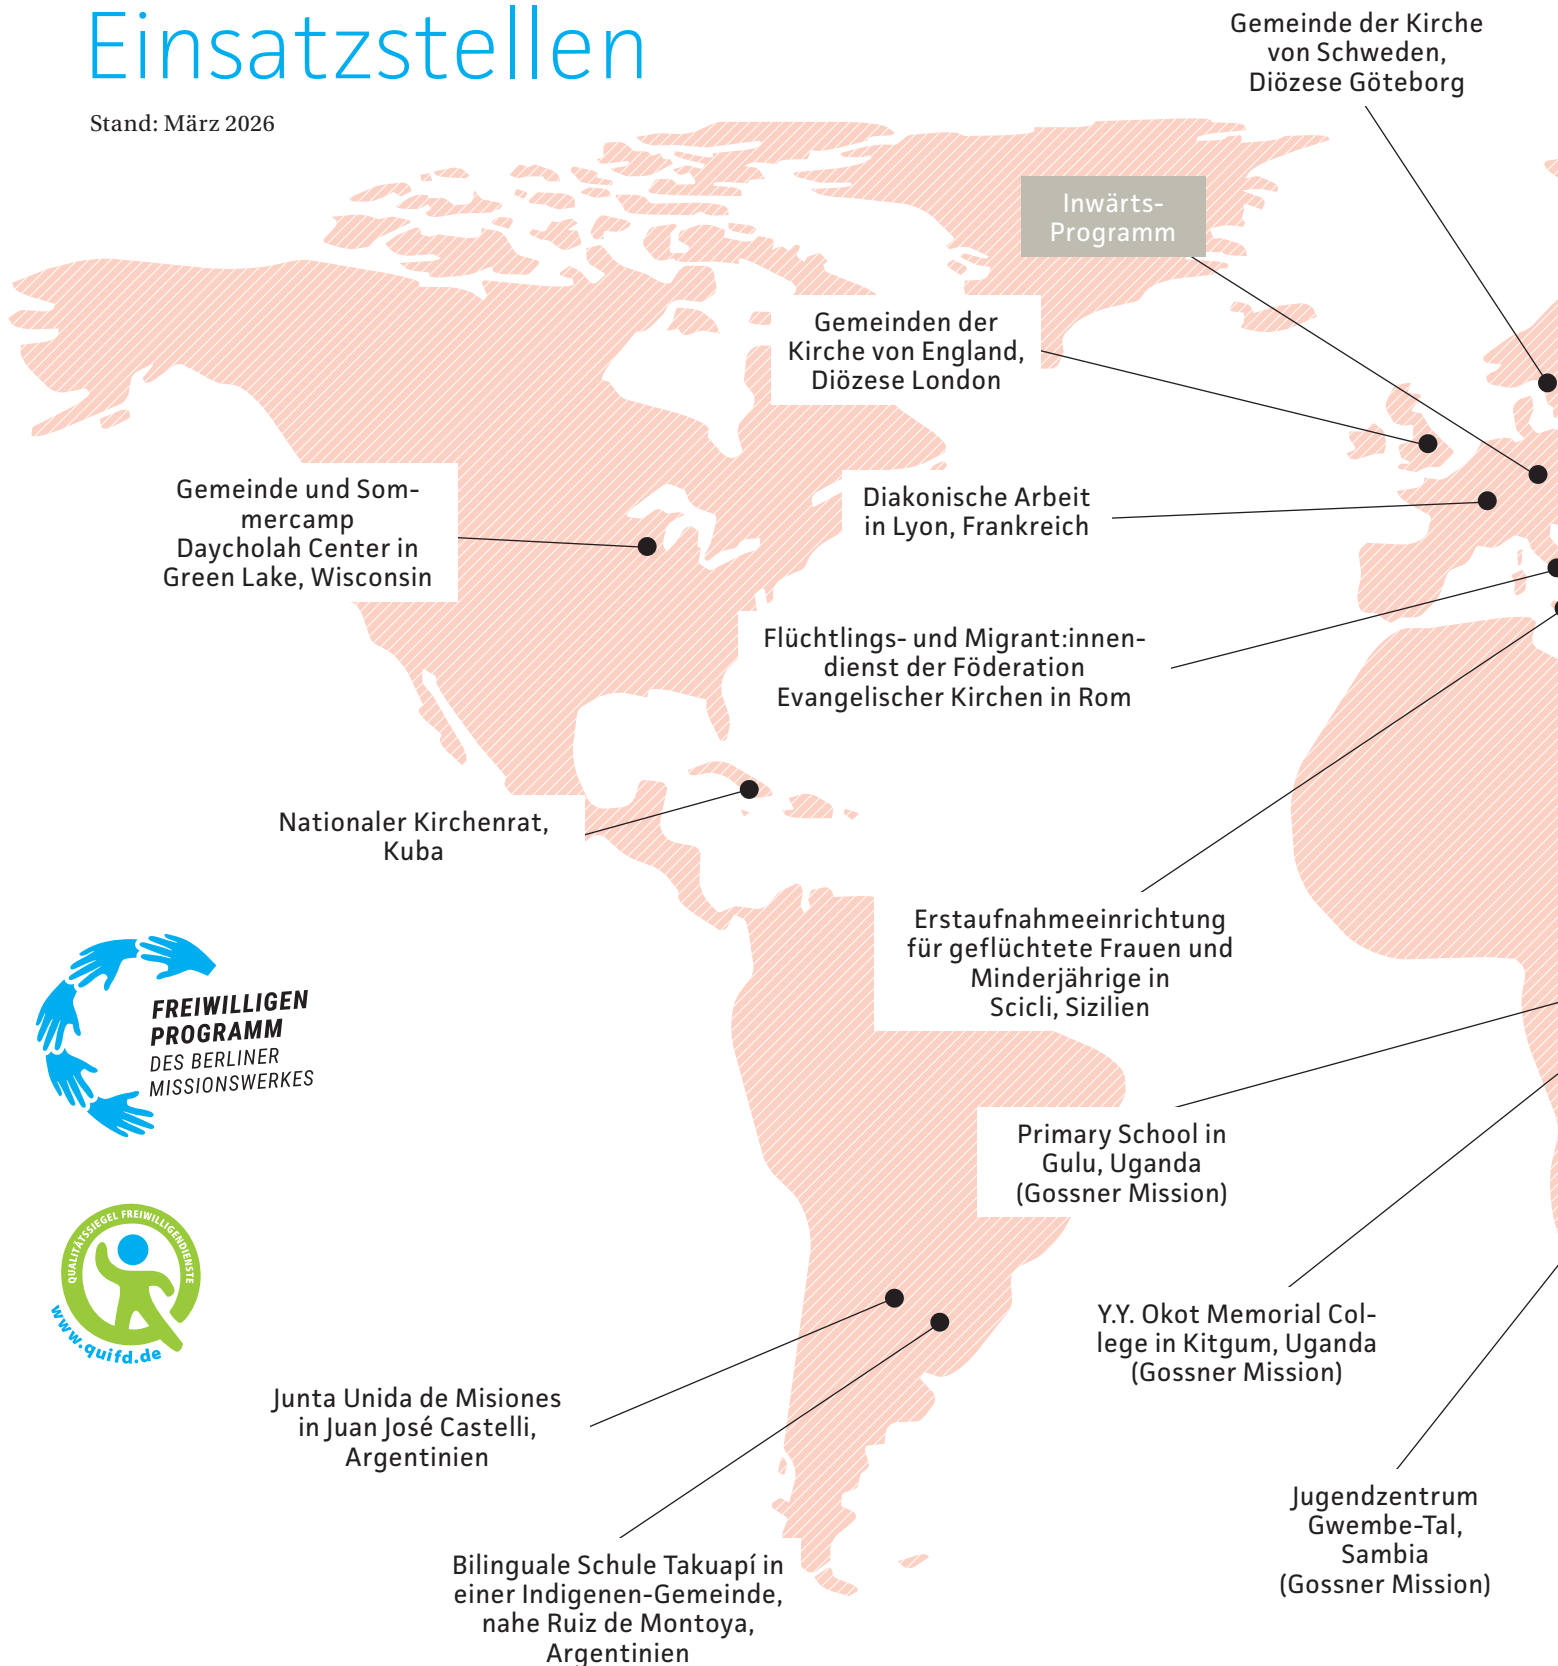 Einsatzstellen
Stand: März 2026
Gemeinde der Kirche
von Schweden,
Diözese Göteborg
Inwärts-
Programm
Gemeinden der
Kirche von England,
Diözese London
Gemeinde und Som-
mercamp
Daycholah Center in
Green Lake, Wisconsin
Diakonische Arbeit
in Lyon, Frankreich
Flüchtlings- und Migrant:innen-
dienst der Föderation
Evangelischer Kirchen in Rom
Nationaler Kirchenrat,
Kuba
Erstaufnahmeeinrichtung
für geflüchtete Frauen und
Minderjährige in
Scicli, Sizilien
FREIWILLIGEN
PROGRAMM
DES BERLINER
MISSIONSWERKES
Primary School in
Gulu, Uganda
(Gossner Mission)
QUALITÄTSSIEGEL FREIWILLIGENDIENSTE
www.quifd.de
Y.Y. Okot Memorial Col-
lege in Kitgum, Uganda
(Gossner Mission)
Junta Unida de Misiones
in Juan José Castelli,
Argentinien
Jugendzentrum
Gwembe-Tal,
Sambia
(Gossner Mission)
Bilinguale Schule Takuapí in
einer Indigenen-Gemeinde,
nahe Ruiz de Montoya,
Argentinien